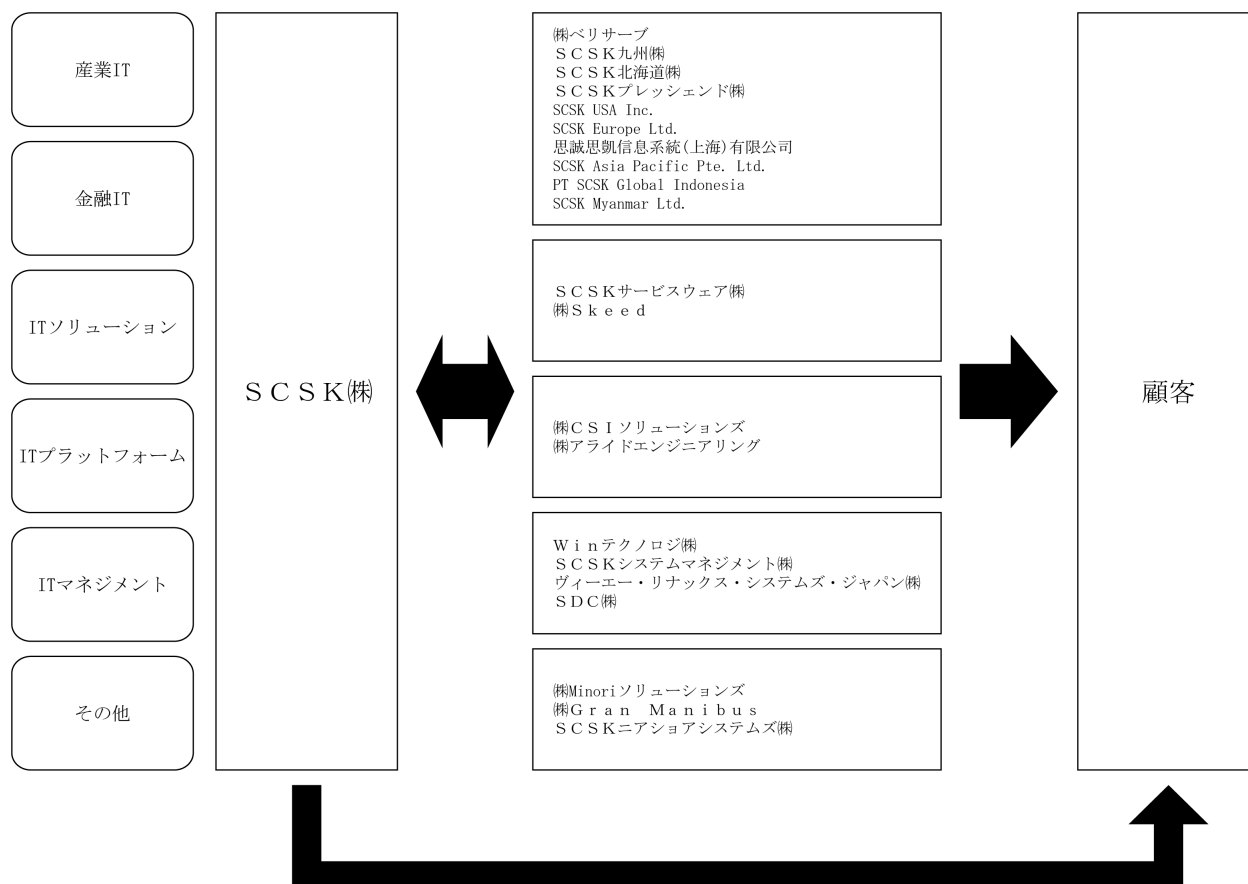 産業IT
金融IT
ITソリューション
ITプラットフォーム
ITマネジメント
その他
ＳＣＳＫ㈱
㈱ベリサーブ
ＳＣＳＫ九州㈱
ＳＣＳＫ北海道㈱
ＳＣＳＫプレッシェンド㈱
SCSK USA Inc.
SCSK Europe Ltd.
思誠思凱信息系統(上海)有限公司
SCSK Asia Pacific Pte. Ltd.
PT SCSK Global Indonesia
SCSK Myanmar Ltd.
ＳＣＳＫサービスウェア㈱
㈱Ｓｋｅｅｄ
㈱ＣＳＩソリューションズ
㈱アライドエンジニアリング
Ｗｉｎテクノロジ㈱
ＳＣＳＫシステムマネジメント㈱
ヴィーエー・リナックス・システムズ・ジャパン㈱
ＳＤＣ㈱
㈱Minoriソリューションズ
㈱Ｇｒａｎ　Ｍａｎｉｂｕｓ
ＳＣＳＫニアショアシステムズ㈱
顧客